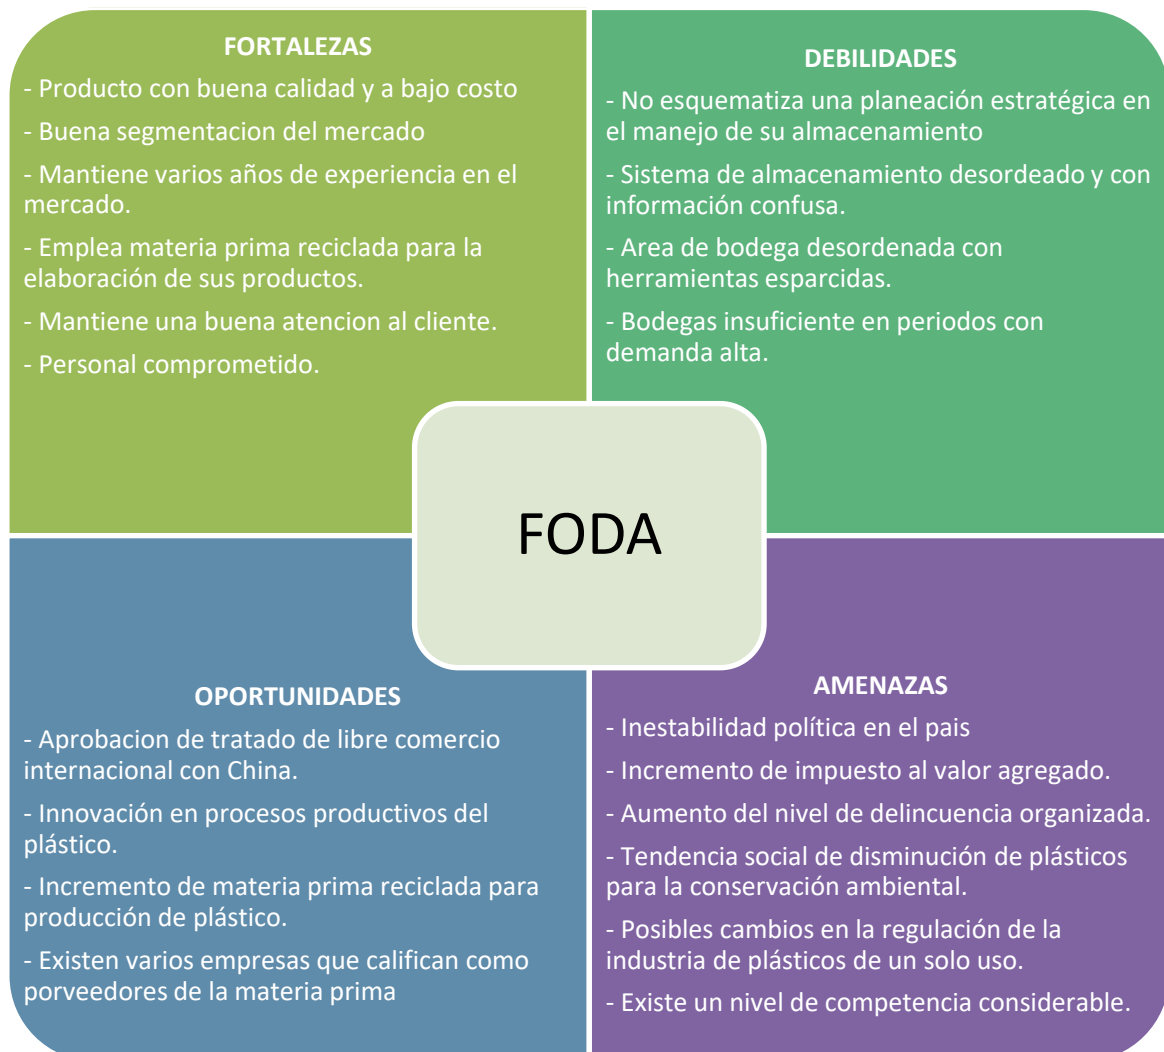 FORTALEZAS
- Producto con buena calidad y a bajo costo
- Buena segmentacion del mercado
- Mantiene varios años de experiencia en el
mercado.
- Emplea materia prima reciclada para la
elaboración de sus productos.
- Mantiene una buena atencion al cliente.
- Personal comprometido.
DEBILIDADES
- No esquematiza una planeación estratégica en
el manejo de su almacenamiento
- Sistema de almacenamiento desordeado y con
información confusa.
- Area de bodega desordenada con
herramientas esparcidas.
- Bodegas insuficiente en periodos con
demanda alta.
FODA
OPORTUNIDADES
- Aprobacion de tratado de libre comercio
internacional con China.
- Innovación en procesos productivos del
plástico.
- Incremento de materia prima reciclada para
producción de plástico.
- Existen varios empresas que califican como
porveedores de la materia prima
AMENAZAS
- Inestabilidad política en el pais
- Incremento de impuesto al valor agregado.
- Aumento del nivel de delincuencia organizada.
- Tendencia social de disminución de plásticos
para la conservación ambiental.
- Posibles cambios en la regulación de la
industria de plásticos de un solo uso.
- Existe un nivel de competencia considerable.